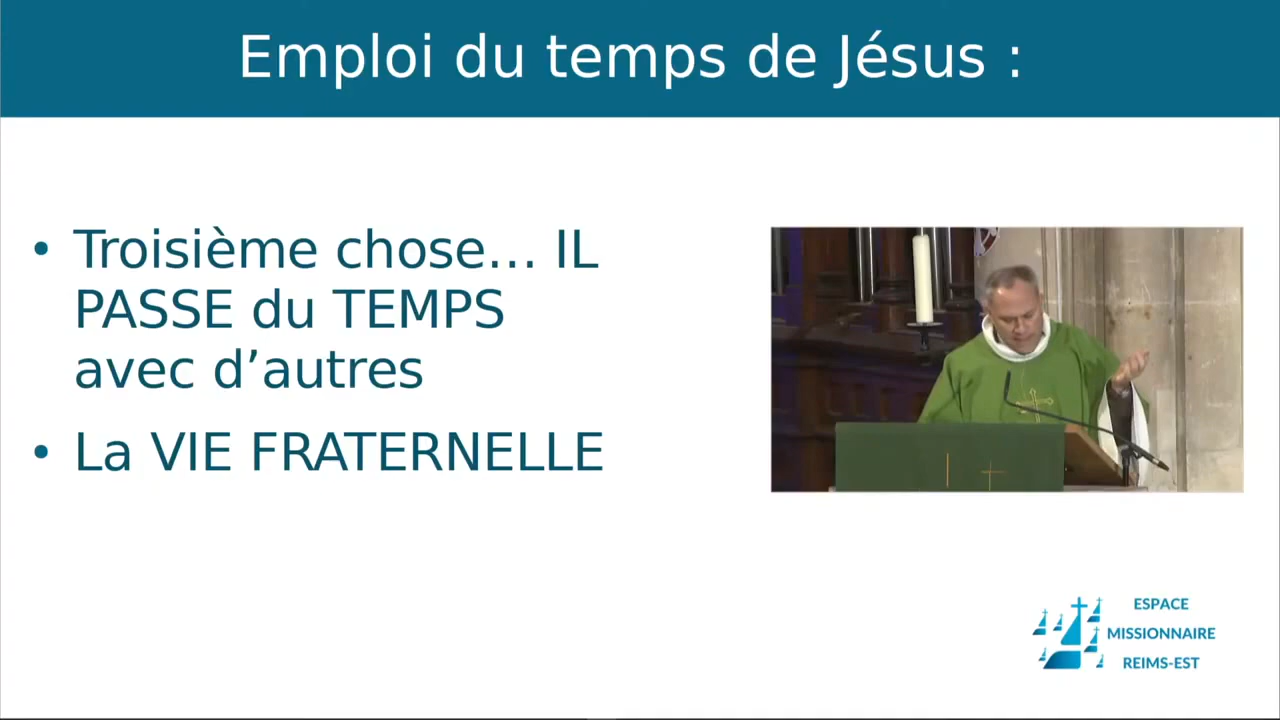 Emploi du temps de Jésus :
• Troisième chose… IL
PASSE du TEMPS
avec d’autres
• La VIE FRATERNELLE
ESPACE
MISSIONNAIRE
REIMS-EST